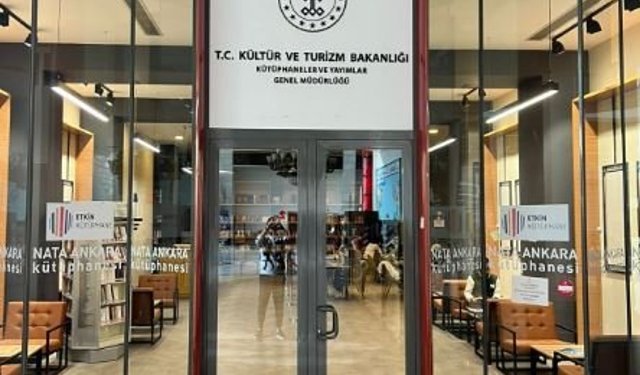 T.C. KÜLTÜR VE TURİZM BAKANLIĞI
KÜTÜPHANELER VE YAYIMLAR
GENEL MÜDÜRLÜĞÜ
ETKİN
KÜTÜPHANE
NATA ANKARA
kütüphanesi
ETKİN
KÜTÜPHANE
NATA ANKARA
kütüphanesi